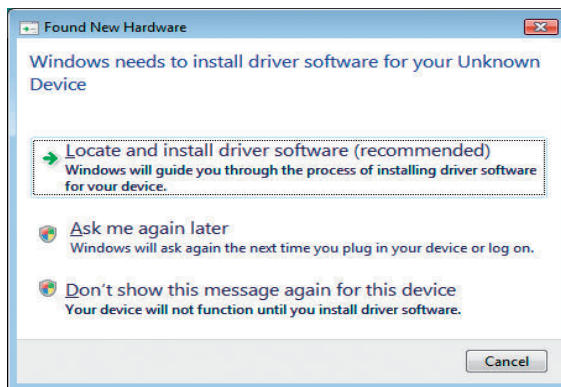 Found New Hardware
Windows needs to install driver software for your Unknown
Device
Locate and install driver software (recommended)
Windows will guide you through the process of installing driver software
for your device.
Ask me again later
Windows will ask again the next time you plug in your device or log on.
Don't show this message again for this device
Your device will not function until you install driver software.
Cancel